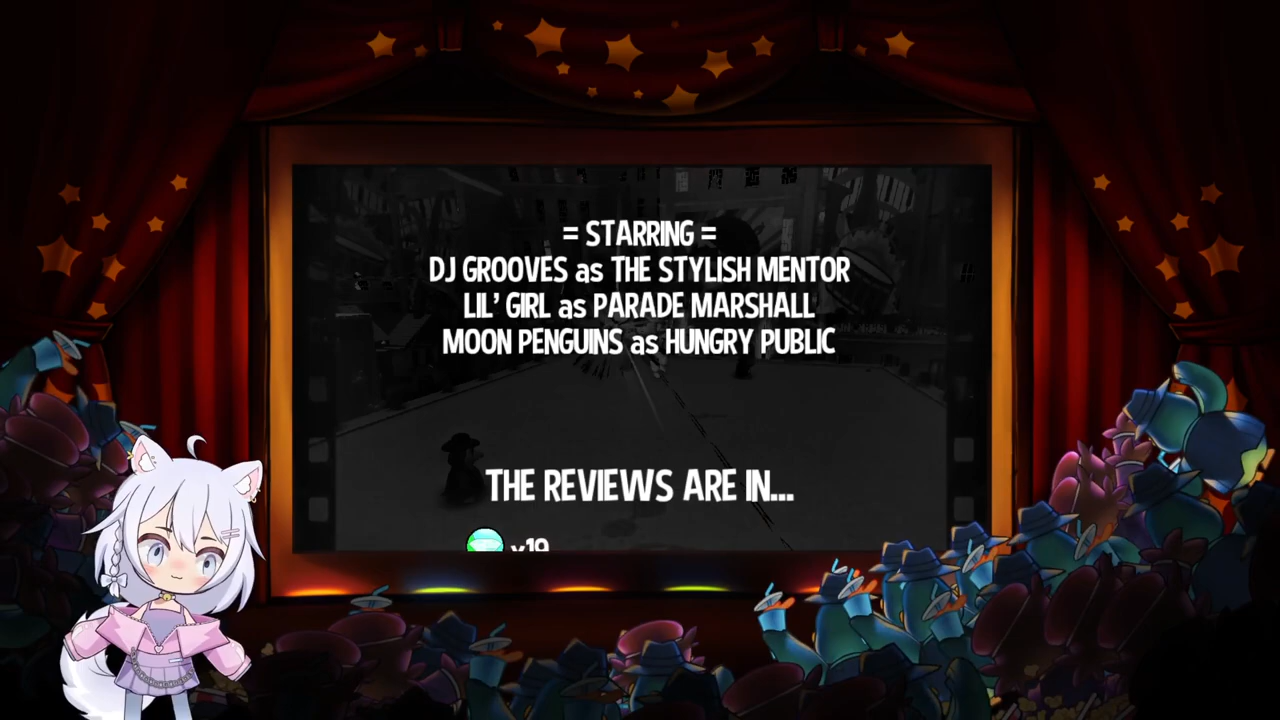 = STARRING =
DJ GROOVES as THE STYLISH MENTOR
LIL' GIRL as PARADE MARSHALL
MOON PENGUINS as HUNGRY PUBLIC
THE REVIEWS ARE IN...
x19